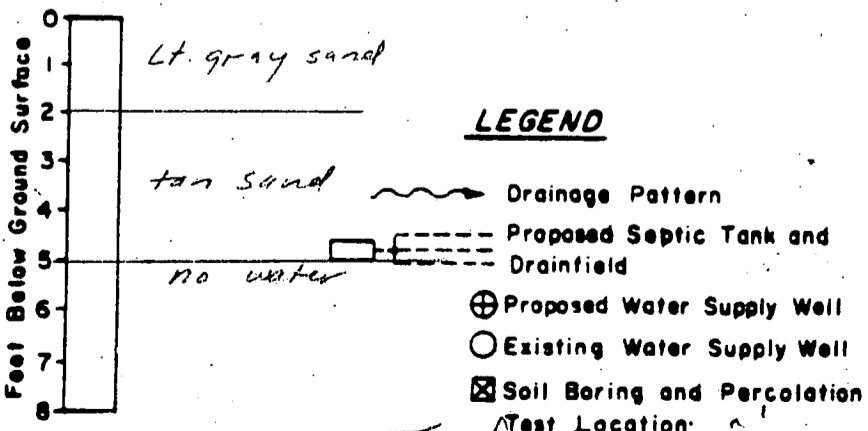 Feet Below Ground Surface
0
1
2
3
4
5
6
7
8
Lt. gray sand
tan sand
no water
LEGEND
Drainage Pattern
Proposed Septic Tank and
Drainfield
Proposed Water Supply Well
Existing Water Supply Well
Soil Boring and Percolation
Test Location